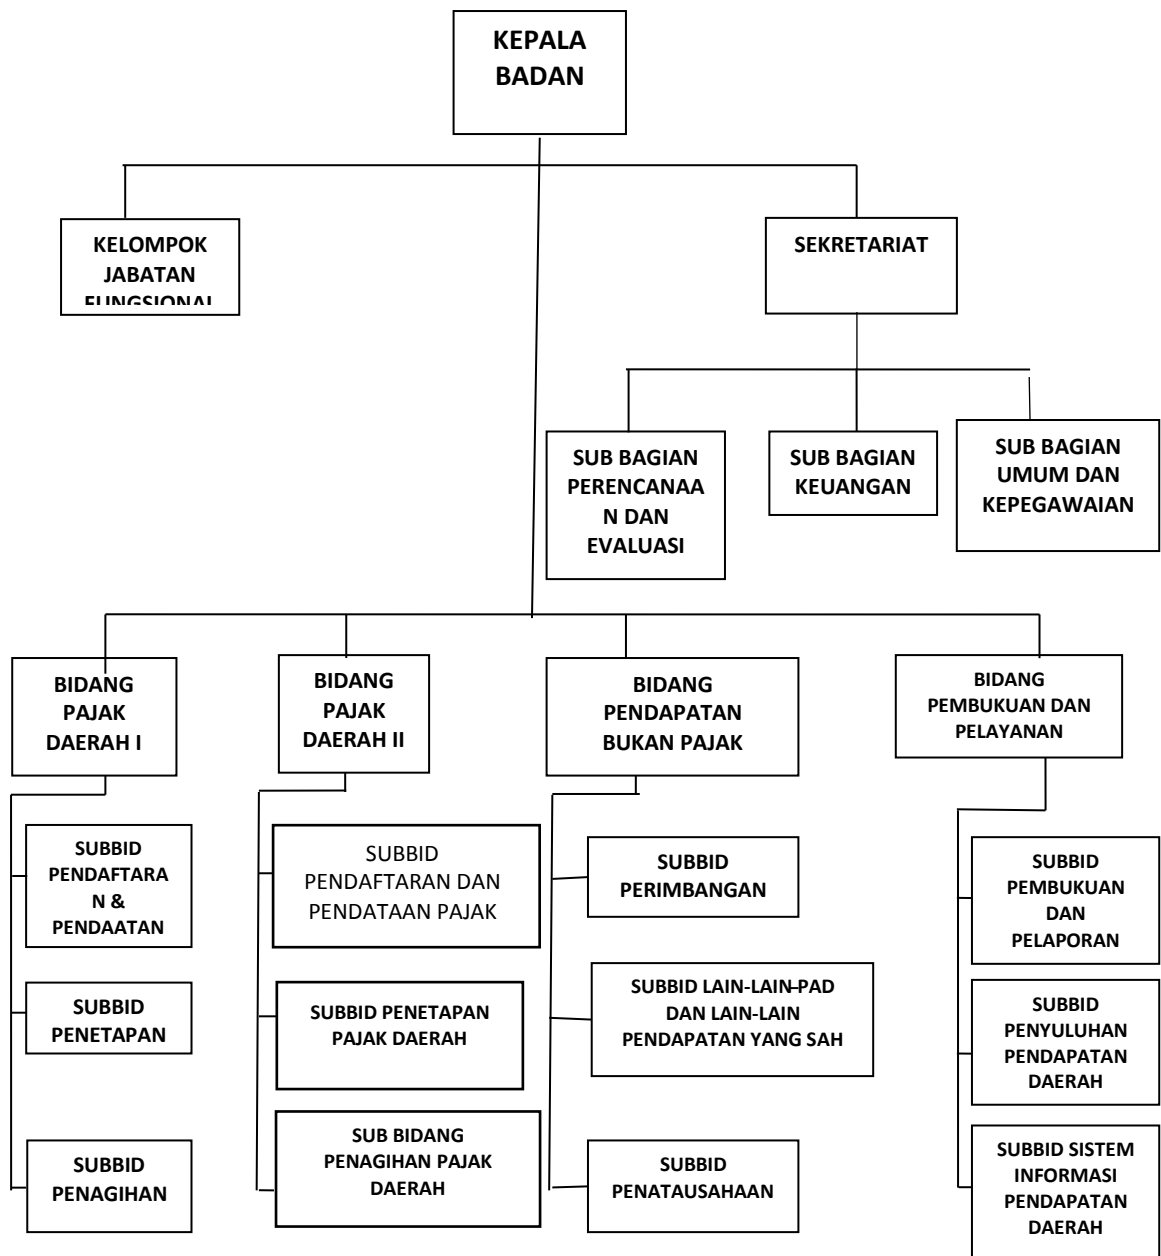 KEPALA
BADAN
KELOMPOK
JABATAN
FUNGSIONAL
SEKRETARIAT
SUB BAGIAN
PERENCANAA
N DAN
EVALUASI
SUB BAGIAN
KEUANGAN
SUB BAGIAN
UMUM DAN
KEPEGAWAIAN
BIDANG
PAJAK
DAERAH I
BIDANG
PAJAK
DAERAH II
BIDANG
PENDAPATAN
BUKAN PAJAK
BIDANG
PEMBUKUAN DAN
PELAYANAN
SUBBID
PENDAFTARA
N &
PENDAATAN
SUBBID
PENETAPAN
SUBBID
PENAGIHAN
SUBBID
PENDAFTARAN DAN
PENDATAAN PAJAK
SUBBID PENETAPAN
PAJAK DAERAH
SUB BIDANG
PENAGIHAN PAJAK
DAERAH
SUBBID
PERIMBANGAN
SUBBID LAIN-LAIN–PAD
DAN LAIN-LAIN
PENDAPATAN YANG SAH
SUBBID
PENATAUSAHAAN
SUBBID
PEMBUKUAN
DAN
PELAPORAN
SUBBID
PENYULUHAN
PENDAPATAN
DAERAH
SUBBID SISTEM
INFORMASI
PENDAPATAN
DAERAH